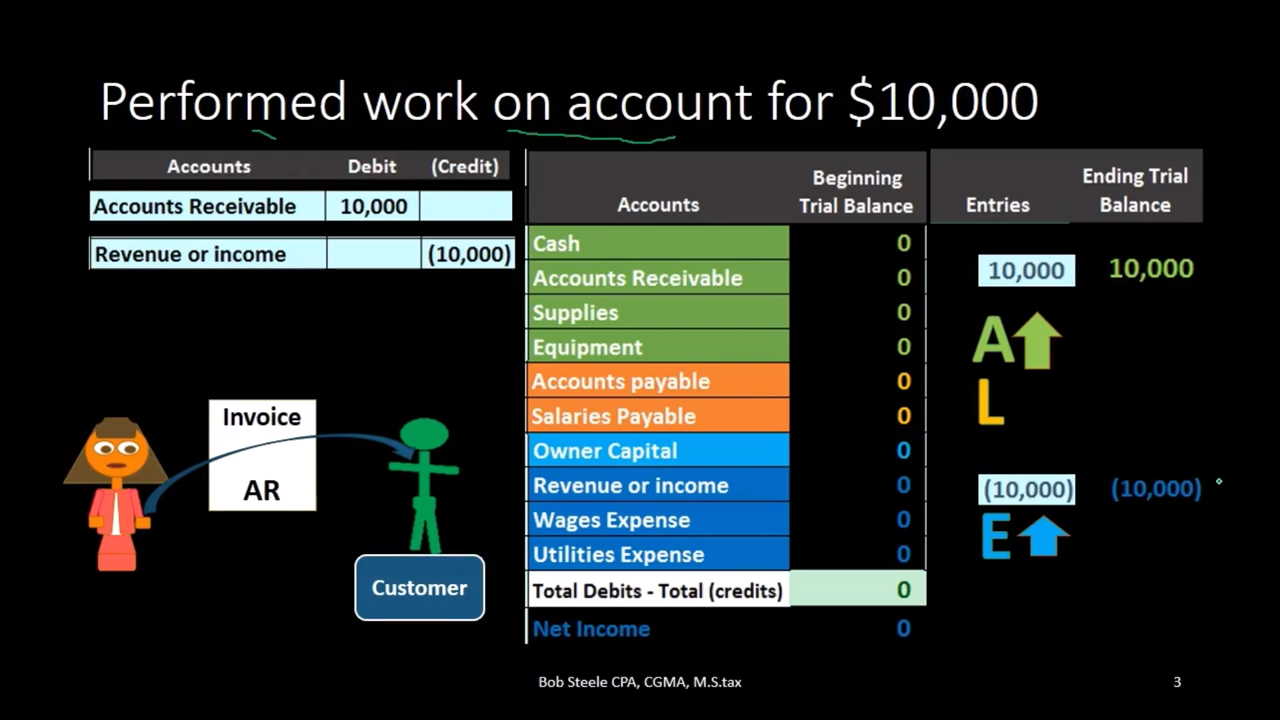 Performed work on account for $10,000
Accounts Debit (Credit)
Accounts Receivable 10,000
Revenue or income (10,000)
Invoice
AR
Customer
Accounts Beginning Trial Balance Entries Ending Trial Balance
Cash 0
Accounts Receivable 0 10,000 10,000
Supplies 0
Equipment 0
A
Accounts payable 0
Salaries Payable 0
L
Owner Capital 0
Revenue or income 0 (10,000) (10,000)
Wages Expense 0
E
Utilities Expense 0
Total Debits - Total (credits) 0
Net Income 0
Bob Steele CPA, CGMA, M.S.tax
3